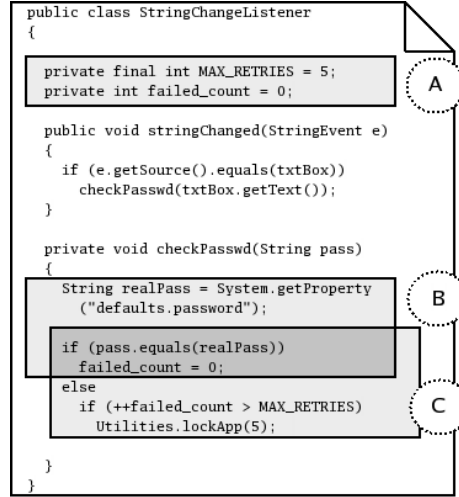 public class StringChangeListener
{
private final int MAX_RETRIES = 5;
private int failed_count = 0;
A
public void stringChanged(StringEvent e)
{
if (e.getSource().equals(txtBox))
checkPasswd(txtBox.getText());
}
private void checkPasswd(String pass)
{
String realPass = System.getProperty
("defaults.password");
B
if (pass.equals(realPass))
failed_count = 0;
else
if (++failed_count > MAX_RETRIES)
Utilities.lockApp(5);
C
}
}